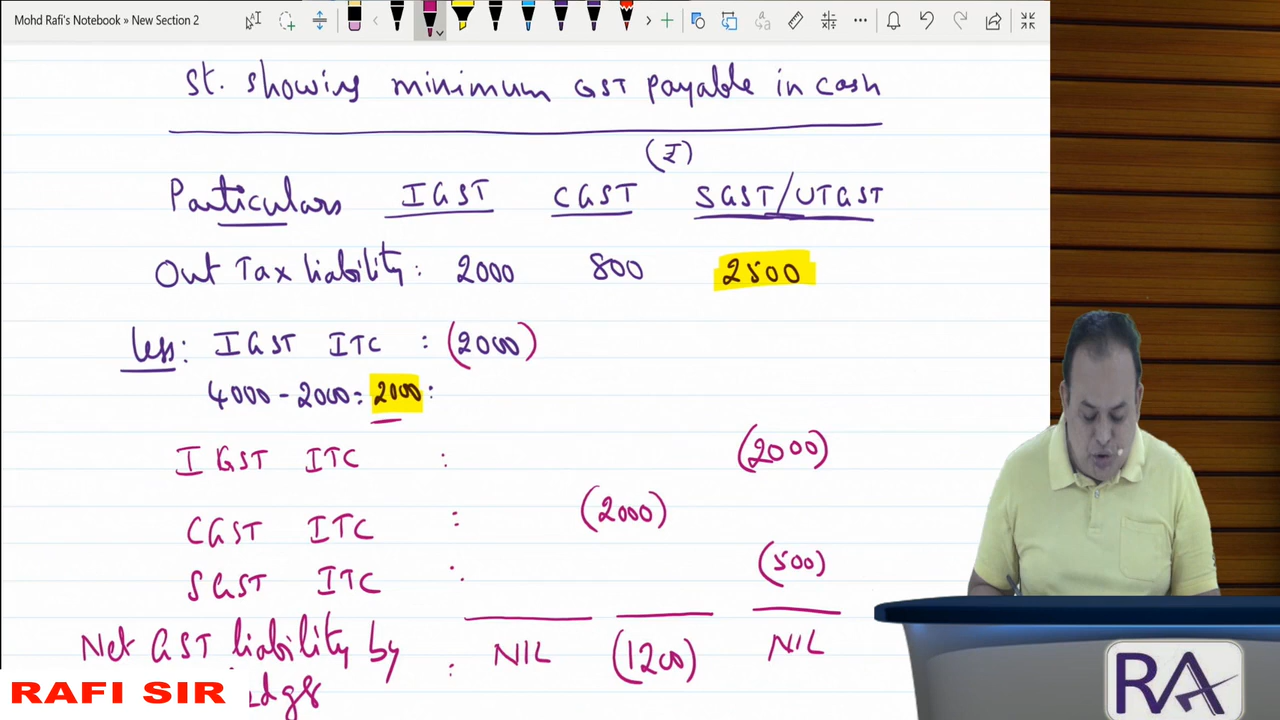 Mohd Rafi's Notebook » New Section 2
St. showing minimum GST payable in cash
(₹)
Particulars IGST CGST SGST/UTGST
Out Tax liability: 2000 800 2500
Less: IGST ITC : (2000)
4000 - 2000 = 2000 :
IGST ITC : (2000)
CGST ITC : (2000)
SGST ITC : (500)
Net GST liability by : NIL (1200) NIL
RAFI SIR
RA